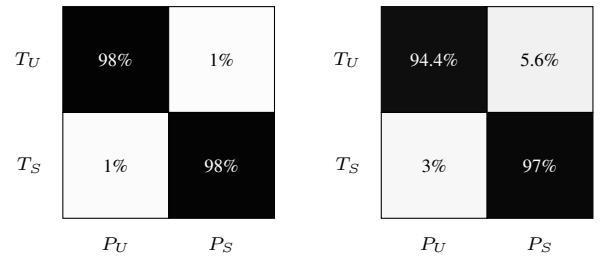 T_U 98% 1% T_U 94.4% 5.6%
T_S 1% 98% T_S 3% 97%
P_U P_S P_U P_S